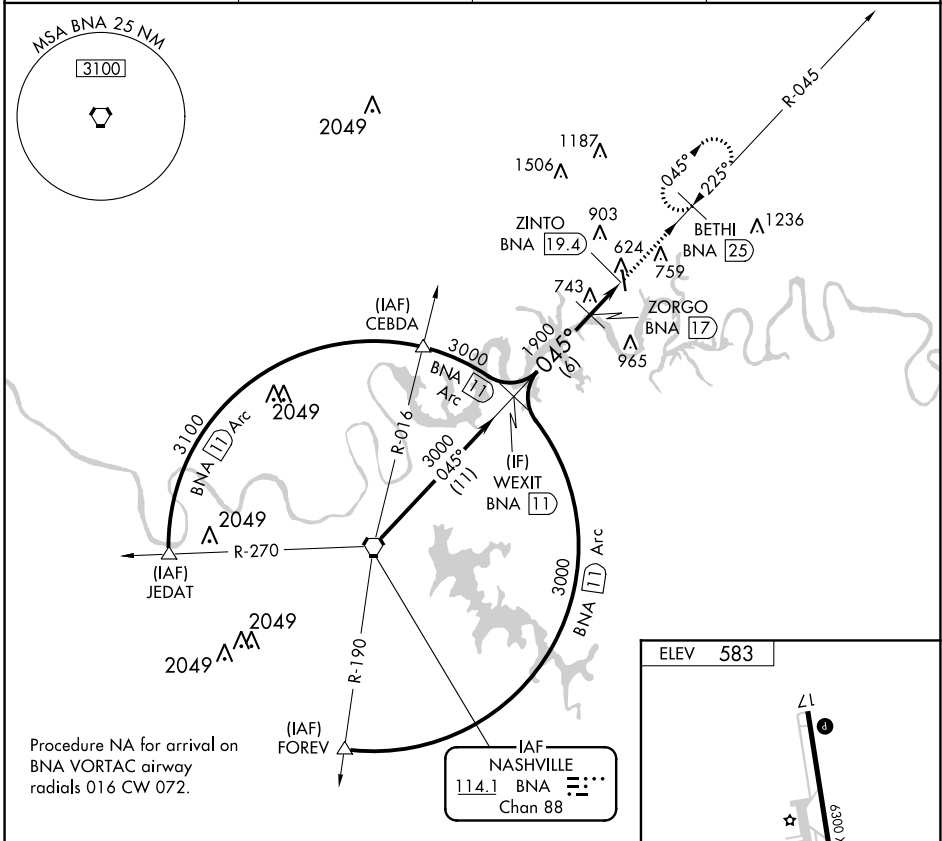 MSA BNA 25 NM
3100
2049
1187
1506
R-045
045°
225°
ZINTO
BNA 19.4
903
624
759
BETHI
BNA 25
1236
743
ZORGO
BNA 17
965
(IAF)
CEBDA
3000
BNA 11
Arc
1900
045°
(6)
2049
3100
BNA 11 Arc
R-016
3000
045°
(11)
(IF)
WEXIT
BNA 11
2049
R-270
(IAF)
JEDAT
3000
BNA 11 Arc
2049
2049
R-190
(IAF)
FOREV
Procedure NA for arrival on
BNA VORTAC airway
radials 016 CW 072.
IAF
NASHVILLE
114.1 BNA
Chan 88
ELEV 583
17
P
6300 X